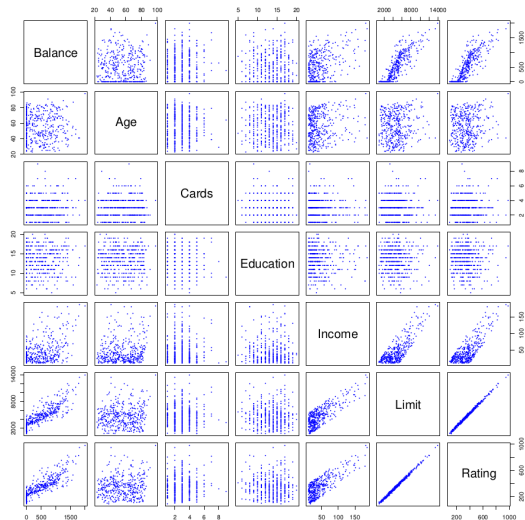 20 40 60 80 100 5 10 15 20 2000 8000 14000
Balance
0 500 1500
20 40 60 80 100
Age
Cards
2 4 6 8
5 10 15 20
Education
Income
50 100 150
2000 8000 14000
Limit
Rating
200 600 1000
0 500 1500 2 4 6 8 50 100 150 200 600 1000